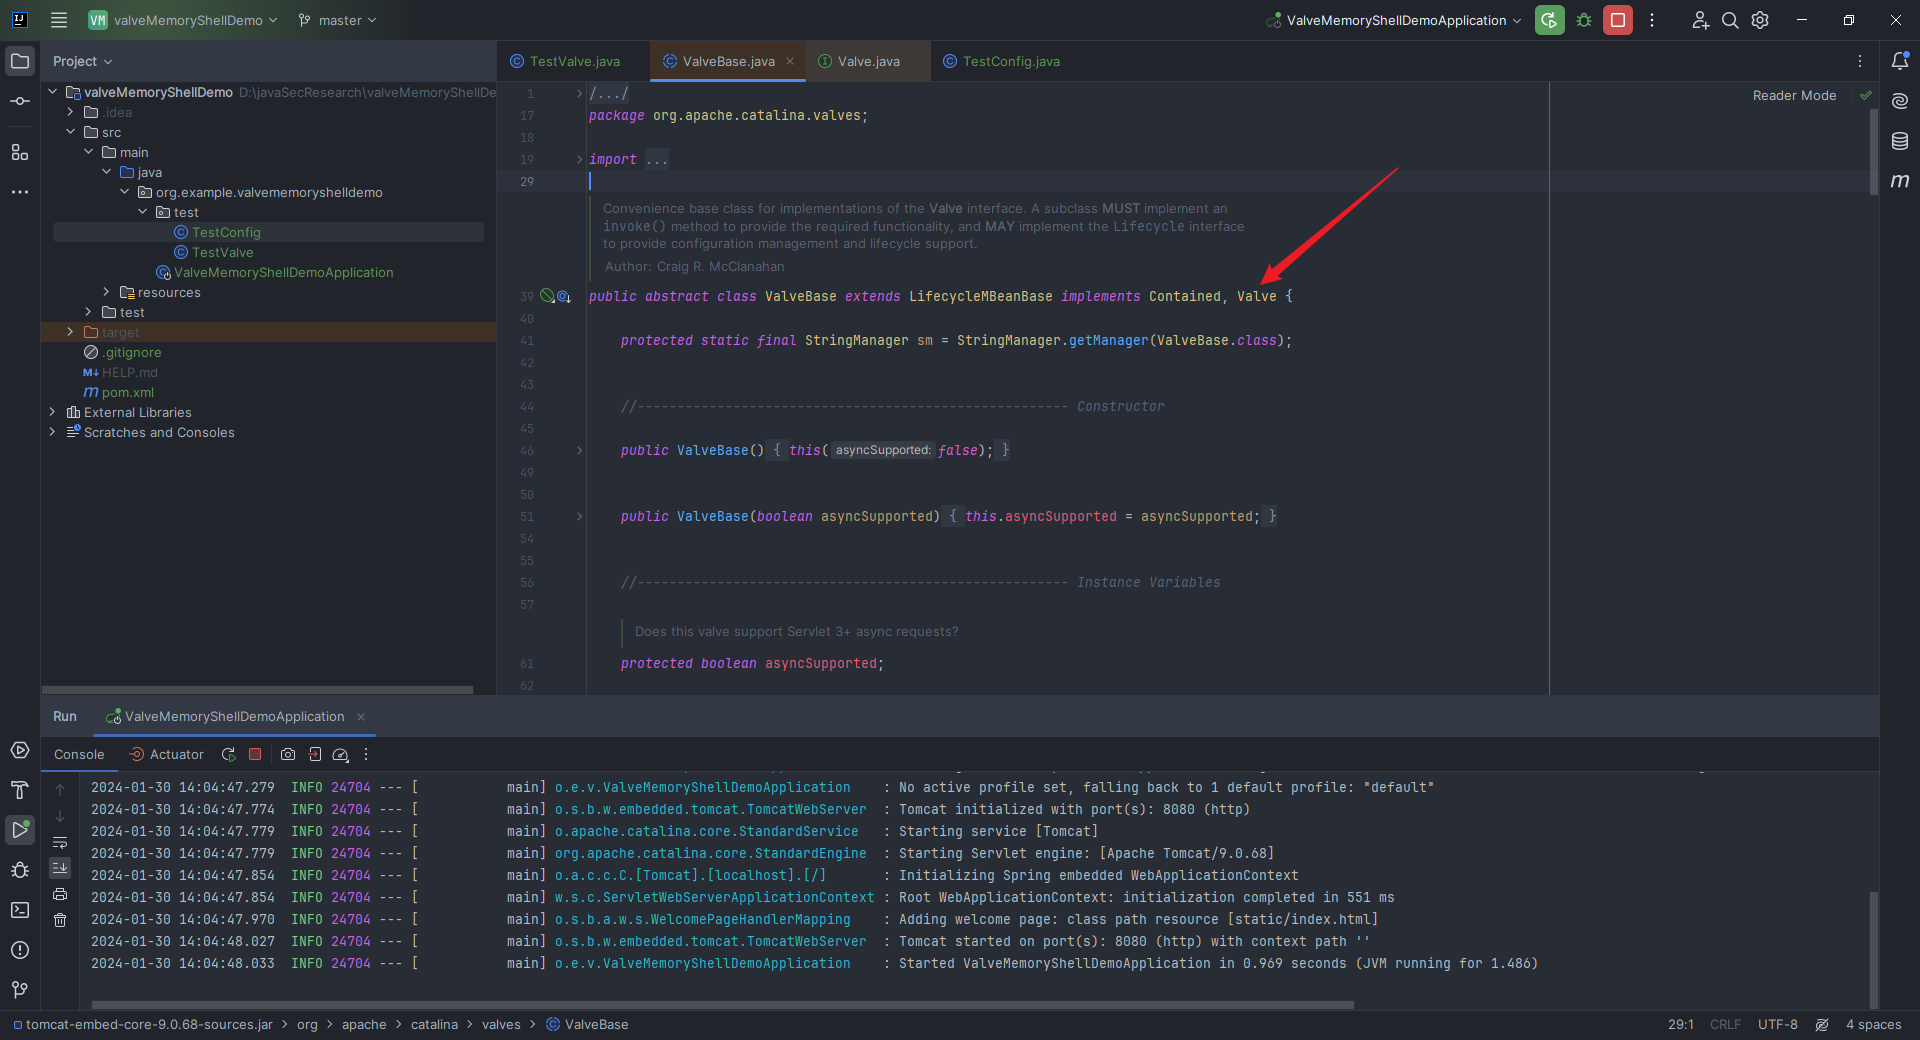 VM valveMemoryShellDemo master ValveMemoryShellDemoApplication
Project
TestValve.java ValveBase.java Valve.java TestConfig.java
valveMemoryShellDemo D:\javaSecResearch\valveMemoryShellDe
.idea
src
main
java
org.example.valvememoryshelldemo
test
TestConfig
TestValve
ValveMemoryShellDemoApplication
resources
test
target
.gitignore
HELP.md
pom.xml
External Libraries
Scratches and Consoles
Reader Mode
1 /.../
17 package org.apache.catalina.valves;
18
19 import ...
29
Convenience base class for implementations of the Valve interface. A subclass MUST implement an
invoke() method to provide the required functionality, and MAY implement the Lifecycle interface
to provide configuration management and lifecycle support.
Author: Craig R. McClanahan
39 public abstract class ValveBase extends LifecycleMBeanBase implements Contained, Valve {
40
41 protected static final StringManager sm = StringManager.getManager(ValveBase.class);
42
43
44 //------------------------------------------------------ Constructor
45
46 public ValveBase() { this( asyncSupported: false); }
49
50
51 public ValveBase(boolean asyncSupported) { this.asyncSupported = asyncSupported; }
54
55
56 //------------------------------------------------------ Instance Variables
57
Does this valve support Servlet 3+ async requests?
61 protected boolean asyncSupported;
62
Run ValveMemoryShellDemoApplication
Console Actuator
2024-01-30 14:04:47.279 INFO 24704 --- [ main] o.e.v.ValveMemoryShellDemoApplication : No active profile set, falling back to 1 default profile: "default"
2024-01-30 14:04:47.774 INFO 24704 --- [ main] o.s.b.w.embedded.tomcat.TomcatWebServer : Tomcat initialized with port(s): 8080 (http)
2024-01-30 14:04:47.779 INFO 24704 --- [ main] o.apache.catalina.core.StandardService : Starting service [Tomcat]
2024-01-30 14:04:47.779 INFO 24704 --- [ main] org.apache.catalina.core.StandardEngine : Starting Servlet engine: [Apache Tomcat/9.0.68]
2024-01-30 14:04:47.854 INFO 24704 --- [ main] o.a.c.c.C.[Tomcat].[localhost].[/] : Initializing Spring embedded WebApplicationContext
2024-01-30 14:04:47.854 INFO 24704 --- [ main] w.s.c.ServletWebServerApplicationContext : Root WebApplicationContext: initialization completed in 551 ms
2024-01-30 14:04:47.970 INFO 24704 --- [ main] o.s.b.a.w.s.WelcomePageHandlerMapping : Adding welcome page: class path resource [static/index.html]
2024-01-30 14:04:48.027 INFO 24704 --- [ main] o.s.b.w.embedded.tomcat.TomcatWebServer : Tomcat started on port(s): 8080 (http) with context path ''
2024-01-30 14:04:48.033 INFO 24704 --- [ main] o.e.v.ValveMemoryShellDemoApplication : Started ValveMemoryShellDemoApplication in 0.969 seconds (JVM running for 1.486)
tomcat-embed-core-9.0.68-sources.jar > org > apache > catalina > valves > ValveBase 29:1 CRLF UTF-8 4 spaces